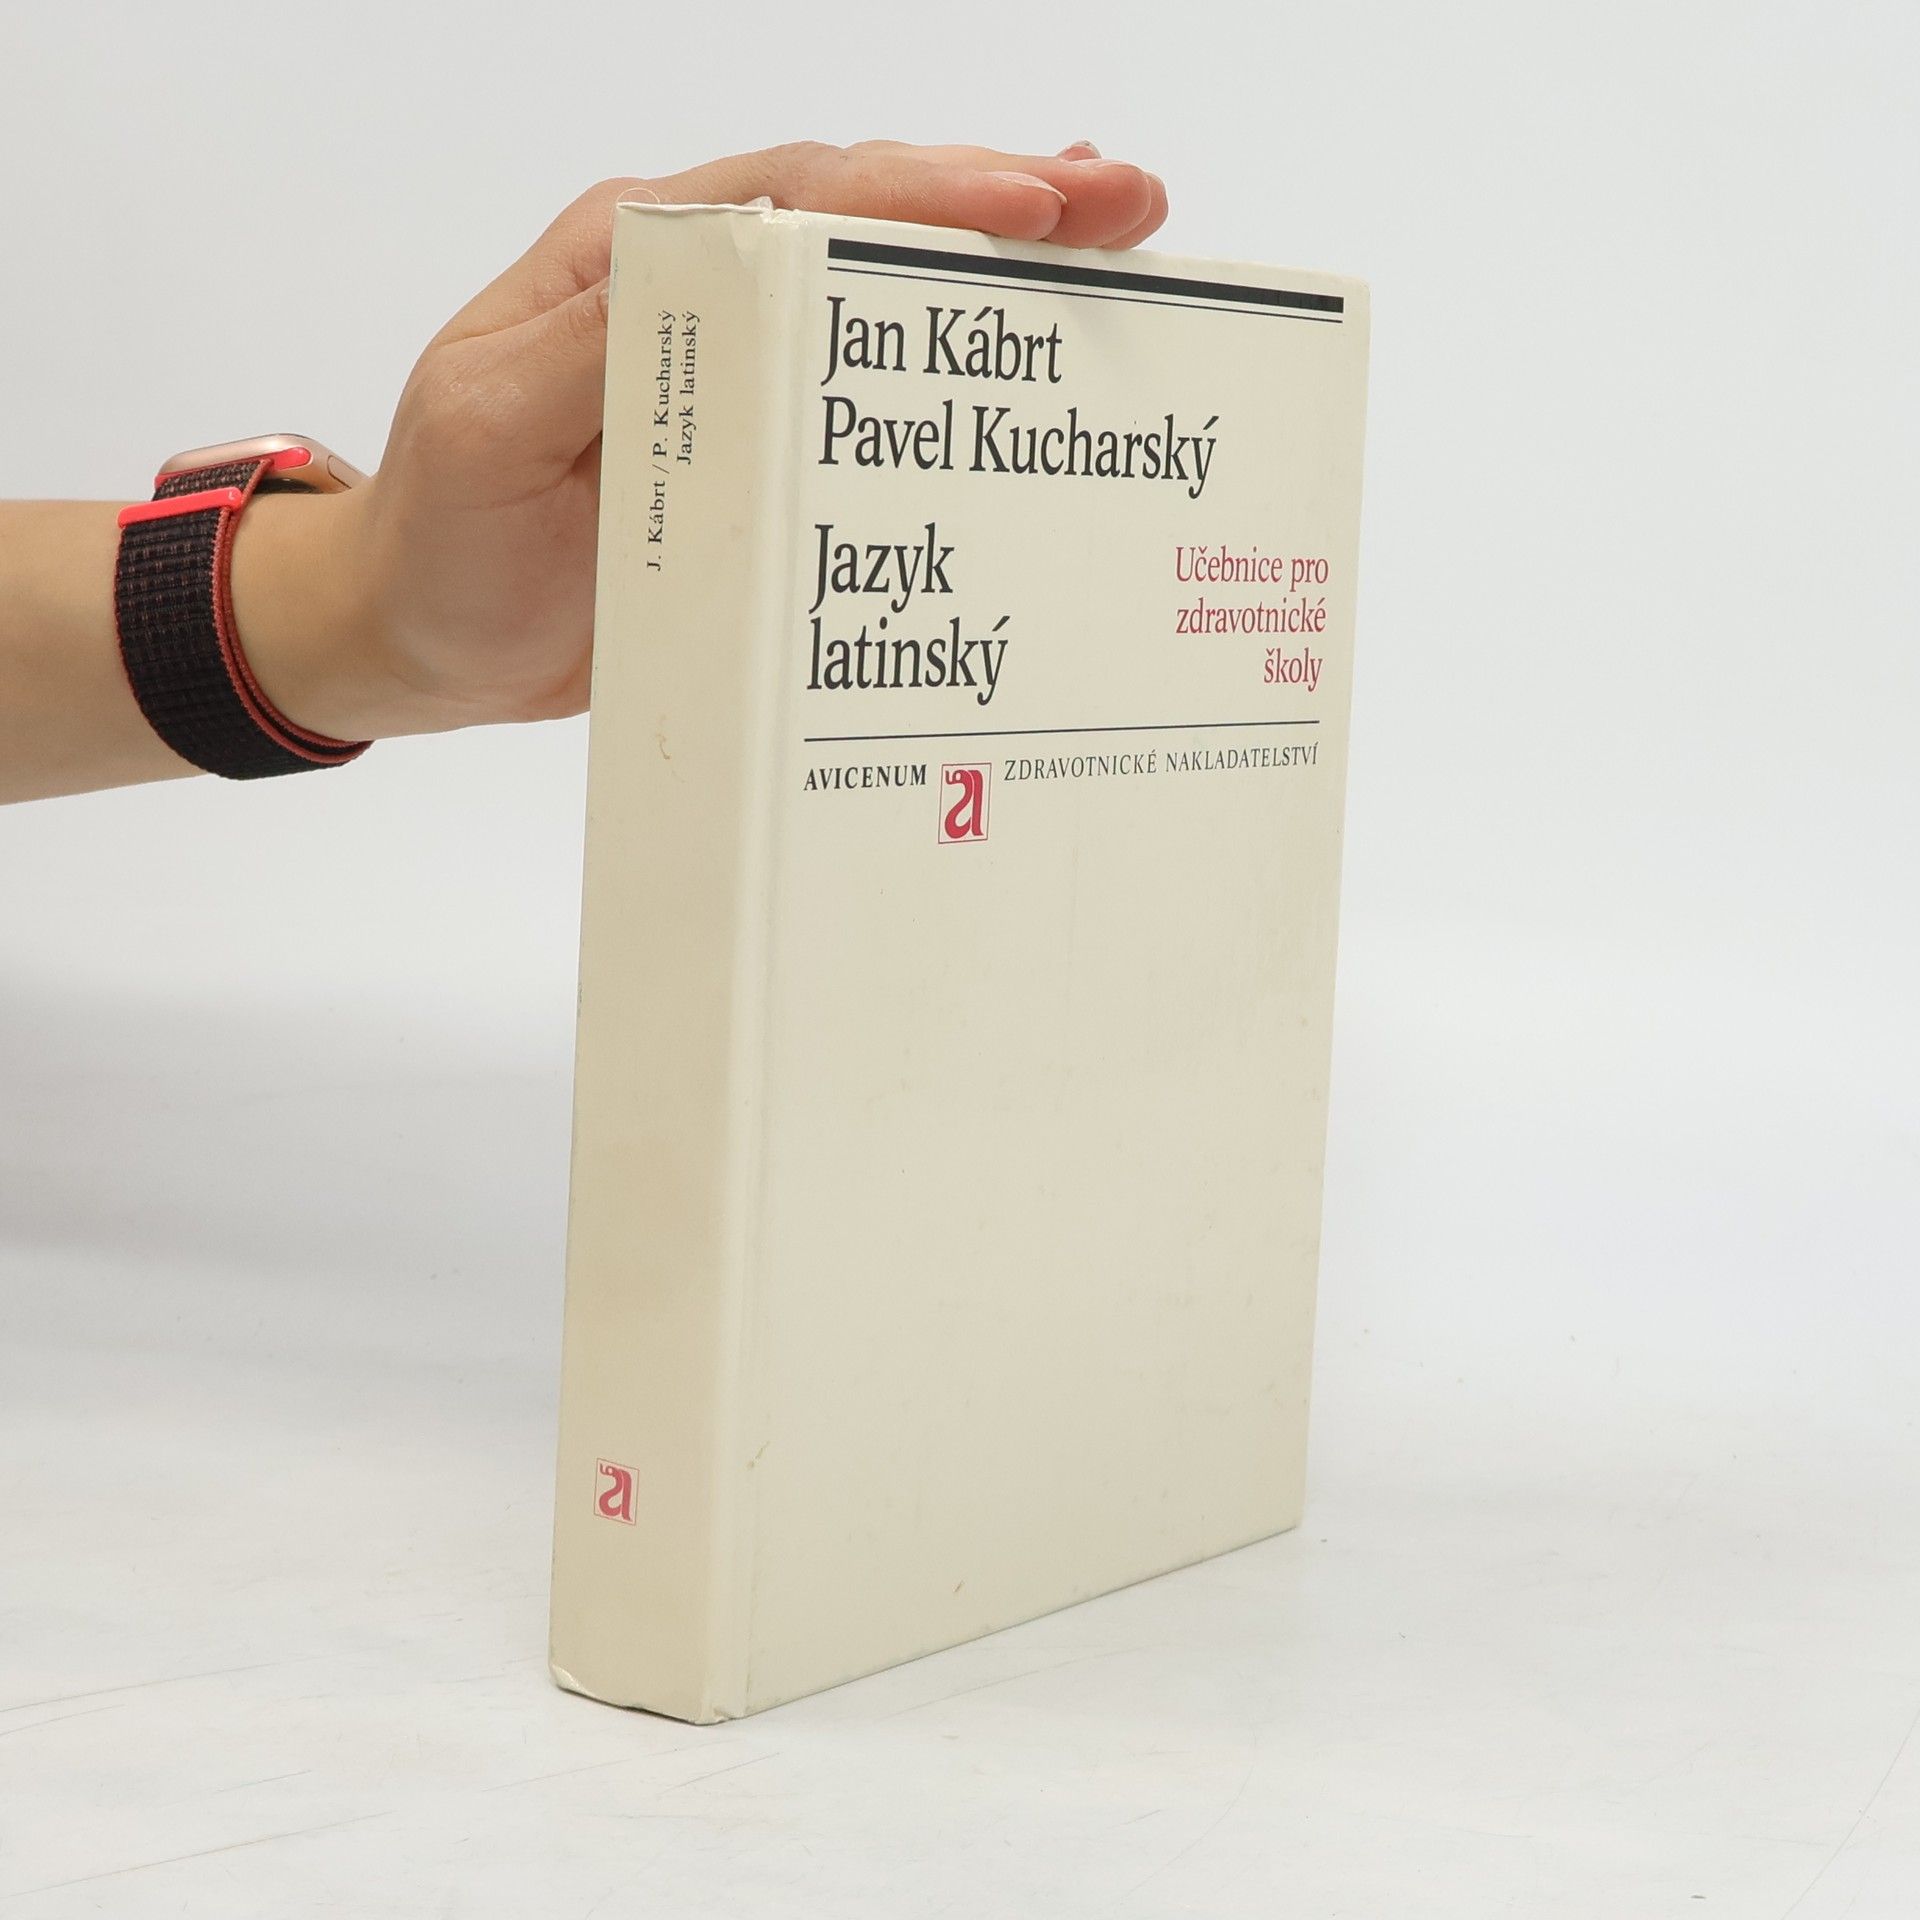 J. Kábrt / P. Kucharský
Jazyk latinský
Jan Kábrt
Pavel Kucharský
Jazyk
latinský
Učebnice pro
zdravotnické
školy
AVICENUM a ZDRAVOTNICKÉ NAKLADATELSTVÍ
a